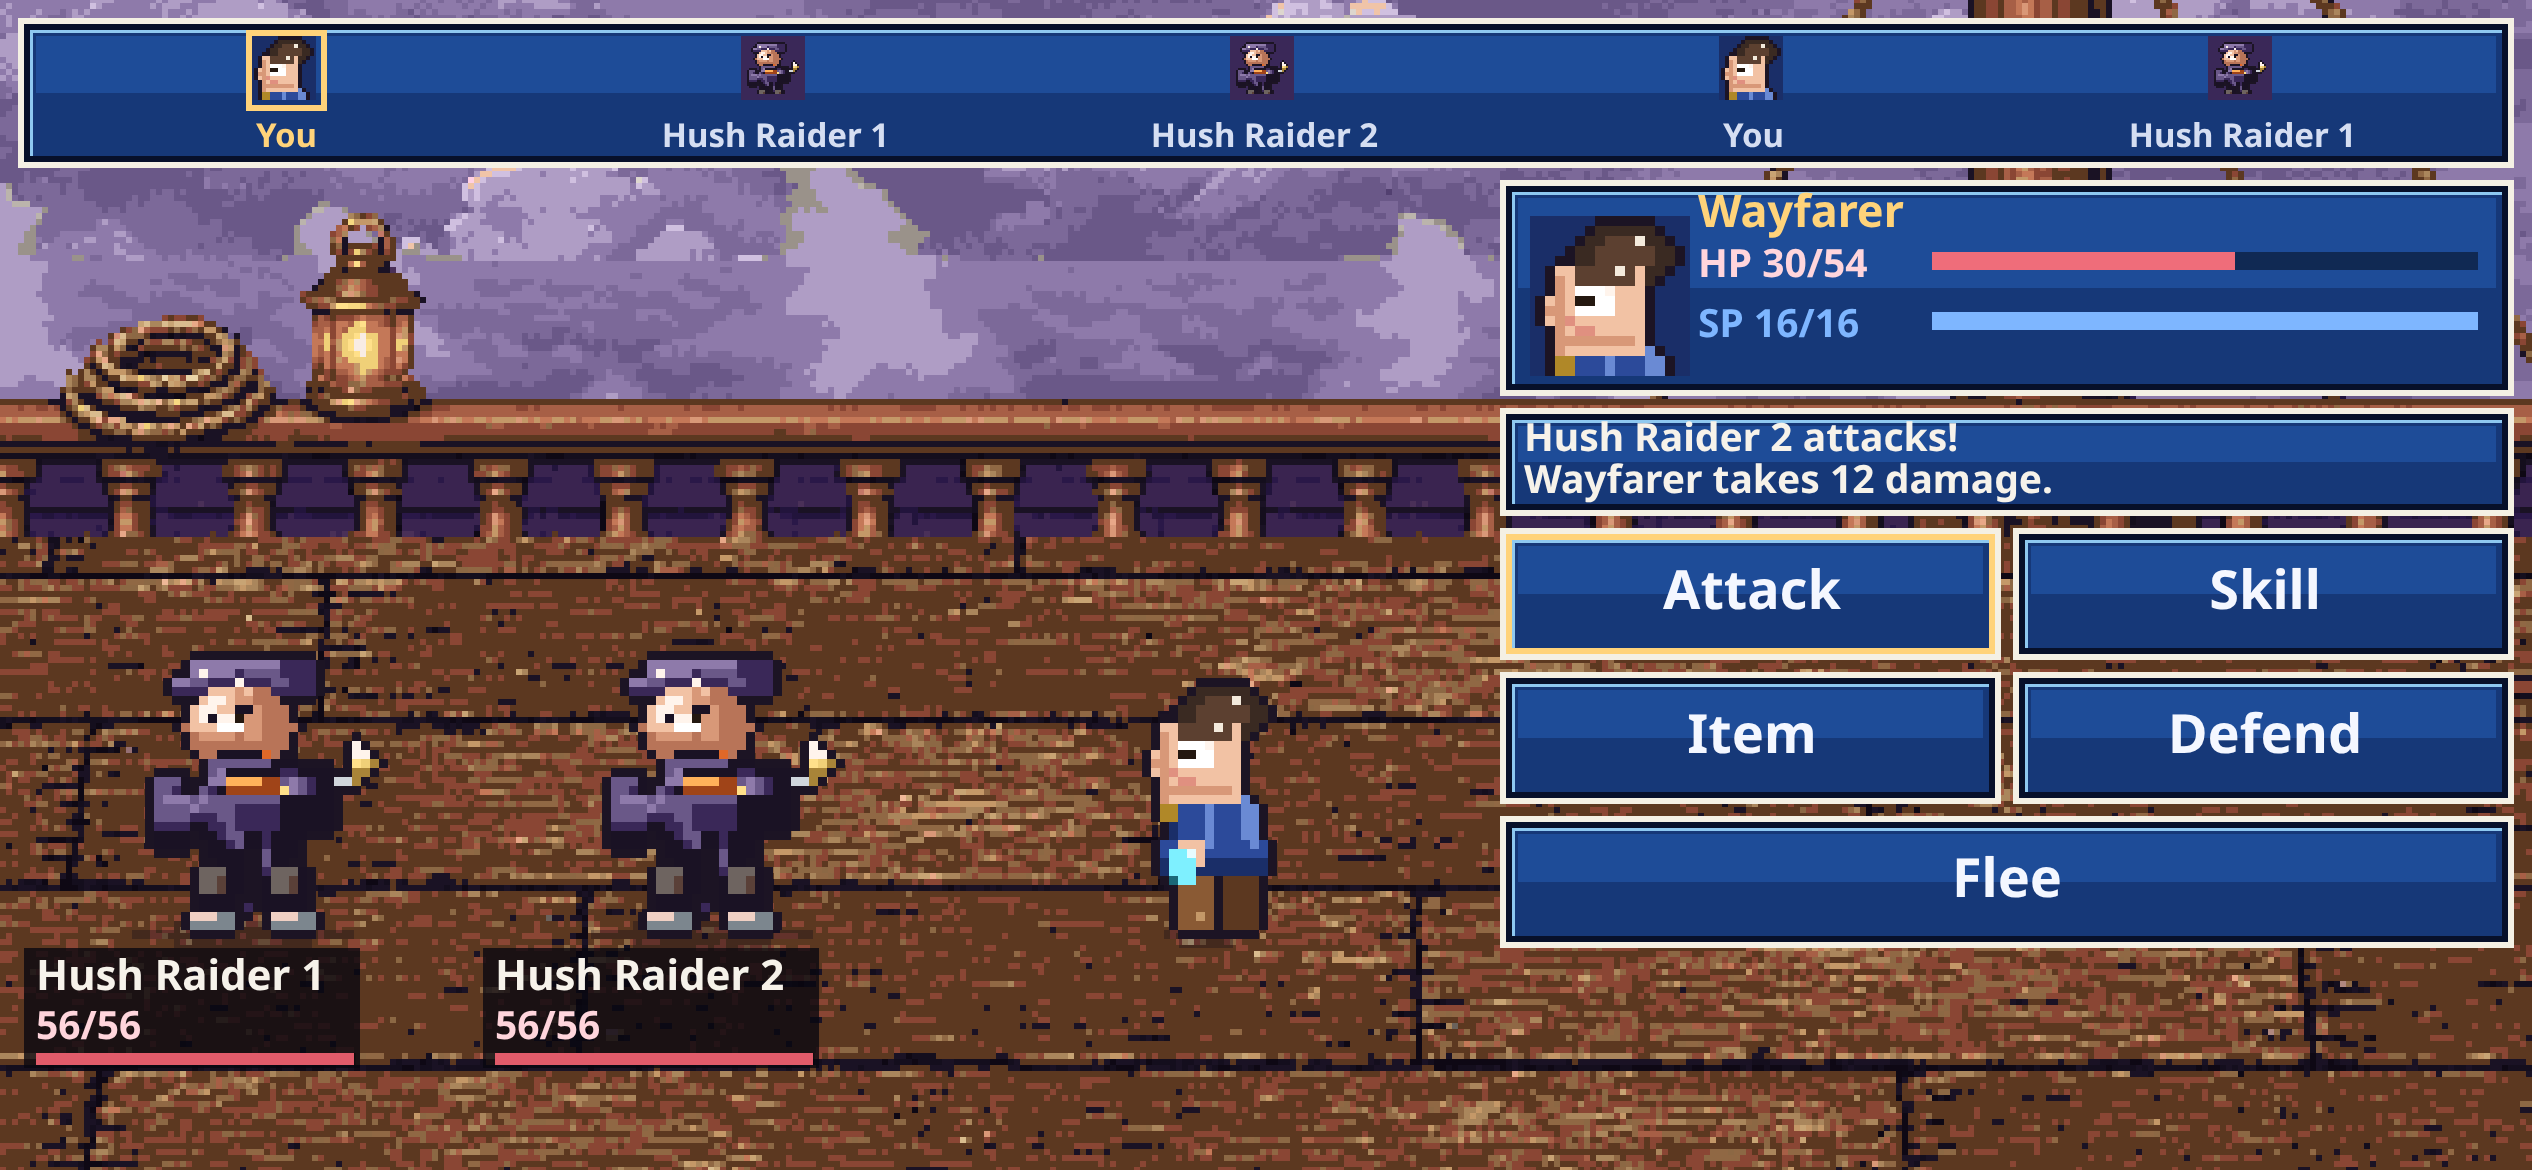 You
Hush Raider 1
Hush Raider 2
You
Hush Raider 1
Wayfarer
HP 30/54
SP 16/16
Hush Raider 2 attacks!
Wayfarer takes 12 damage.
Attack
Skill
Item
Defend
Flee
Hush Raider 1
56/56
Hush Raider 2
56/56